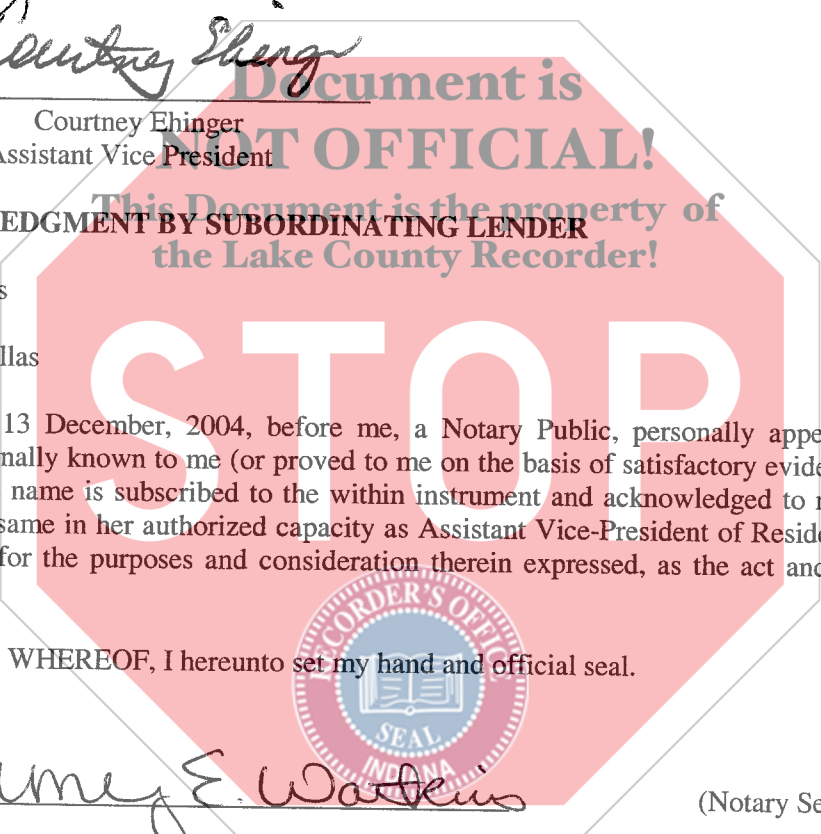 Courtney Ehinger
Document is
Courtney Ehinger
NOT OFFICIAL!
Assistant Vice President
This Document is the property of
EDGMENT BY SUBORDINATING LENDER
the Lake County Recorder!
s
llas
STOP
13 December, 2004, before me, a Notary Public, personally appe
nally known to me (or proved to me on the basis of satisfactory evide
name is subscribed to the within instrument and acknowledged to
same in her authorized capacity as Assistant Vice-President of Reside
for the purposes and consideration therein expressed, as the act and
RECORDER'S OFFICE
WHEREOF, I hereunto set my hand and official seal.
SEAL
INDIANA
E. Watkins
(Notary Se